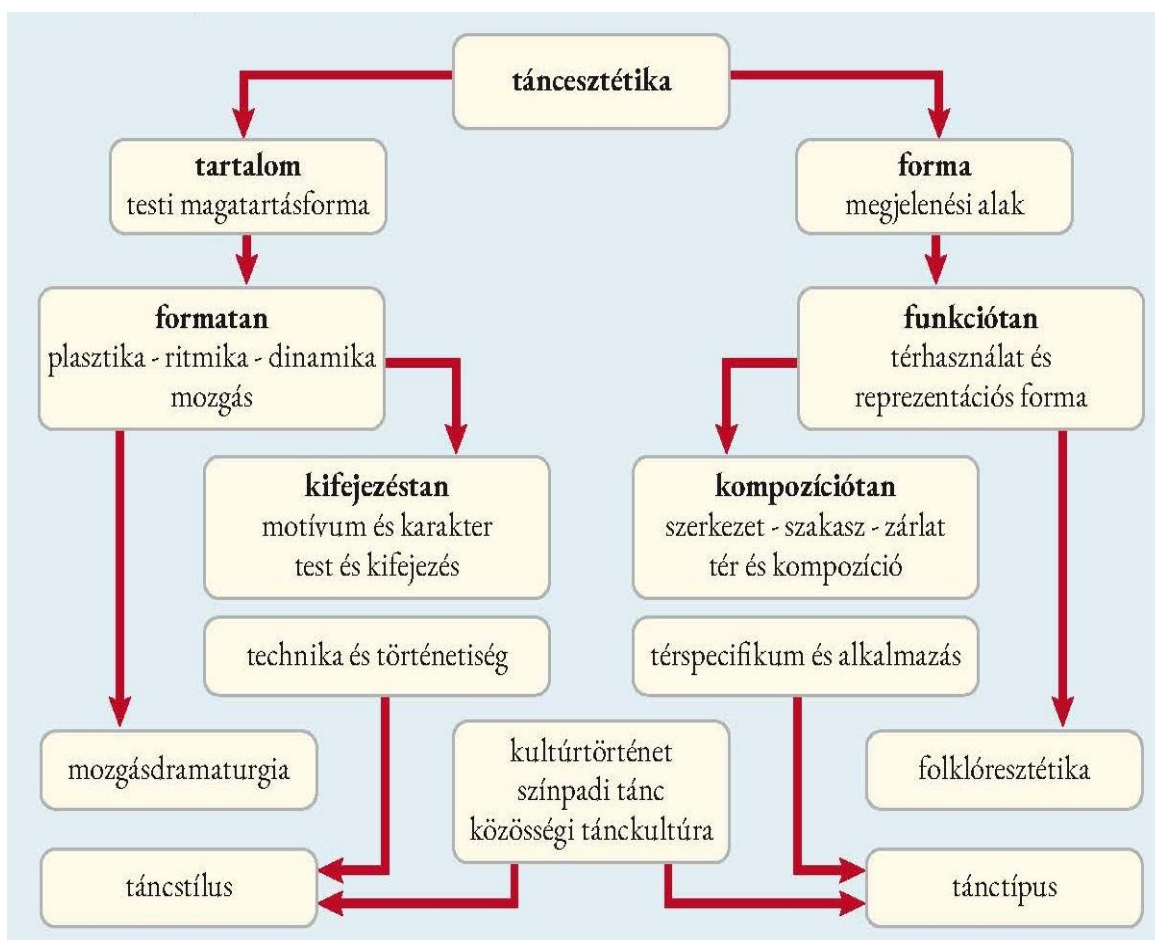 táncesztétika
tartalom
testi magatartásforma
forma
megjelenési alak
formatan
plasztika - ritmika - dinamika
mozgás
funkciótan
térhasználat és
reprezentációs forma
kifejezéstan
motívum és karakter
test és kifejezés
kompozíciótan
szerkezet - szakasz - zárlat
tér és kompozíció
technika és történetiség
térspecifikum és alkalmazás
mozgásdramaturgia
kultúrtörténet
színpadi tánc
közösségi tánckultúra
folklóresztétika
táncstílus
tánctípus